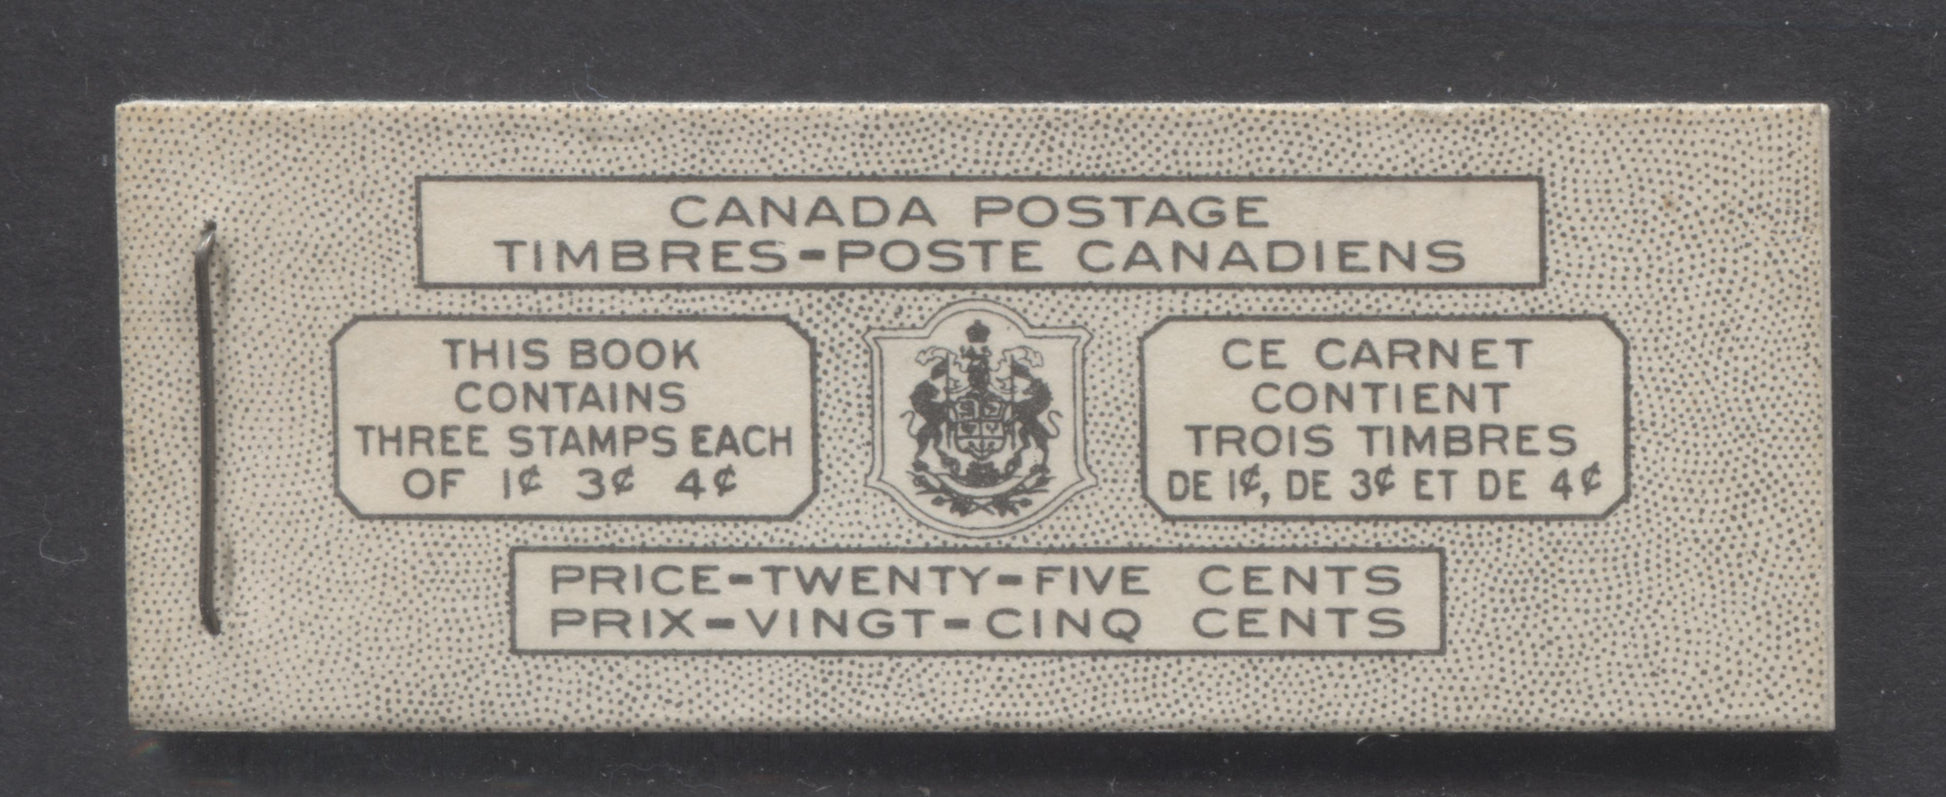 CANADA POSTAGE
TIMBRES-POSTE CANADIENS
THIS BOOK
CONTAINS
THREE STAMPS EACH
OF 1¢ 3¢ 4¢
CE CARNET
CONTIENT
TROIS TIMBRES
DE 1¢, DE 3¢ ET DE 4¢
PRICE-TWENTY-FIVE CENTS
PRIX-VINGT-CINQ CENTS